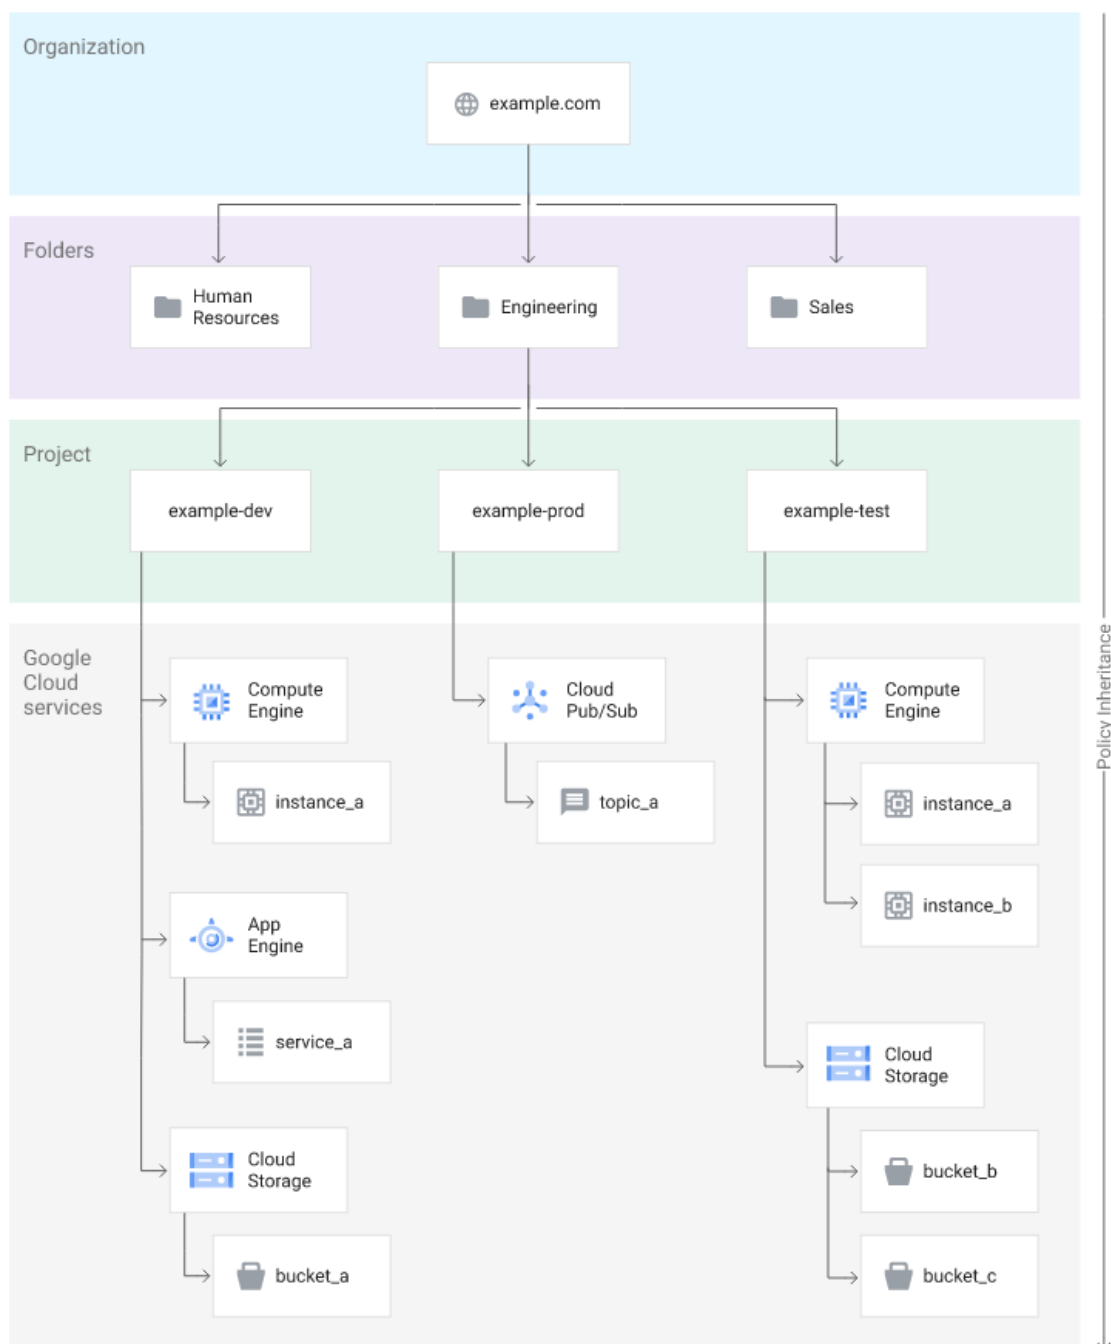 Organization
example.com
Folders
Human
Resources
Engineering
Sales
Project
example-dev
example-prod
example-test
Google
Cloud
services
Compute
Engine
instance_a
App
Engine
service_a
Cloud
Storage
bucket_a
Cloud
Pub/Sub
topic_a
Compute
Engine
instance_a
instance_b
Cloud
Storage
bucket_b
bucket_c
Policy Inheritance